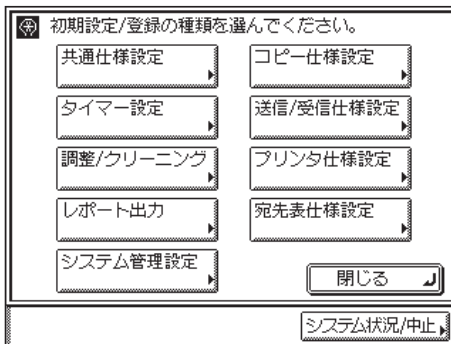 初期設定/登録の種類を選んでください。
共通仕様設定
コピー仕様設定
タイマー設定
送信/受信仕様設定
調整/クリーニング
プリンタ仕様設定
レポート出力
宛先表仕様設定
システム管理設定
閉じる
システム状況/中止